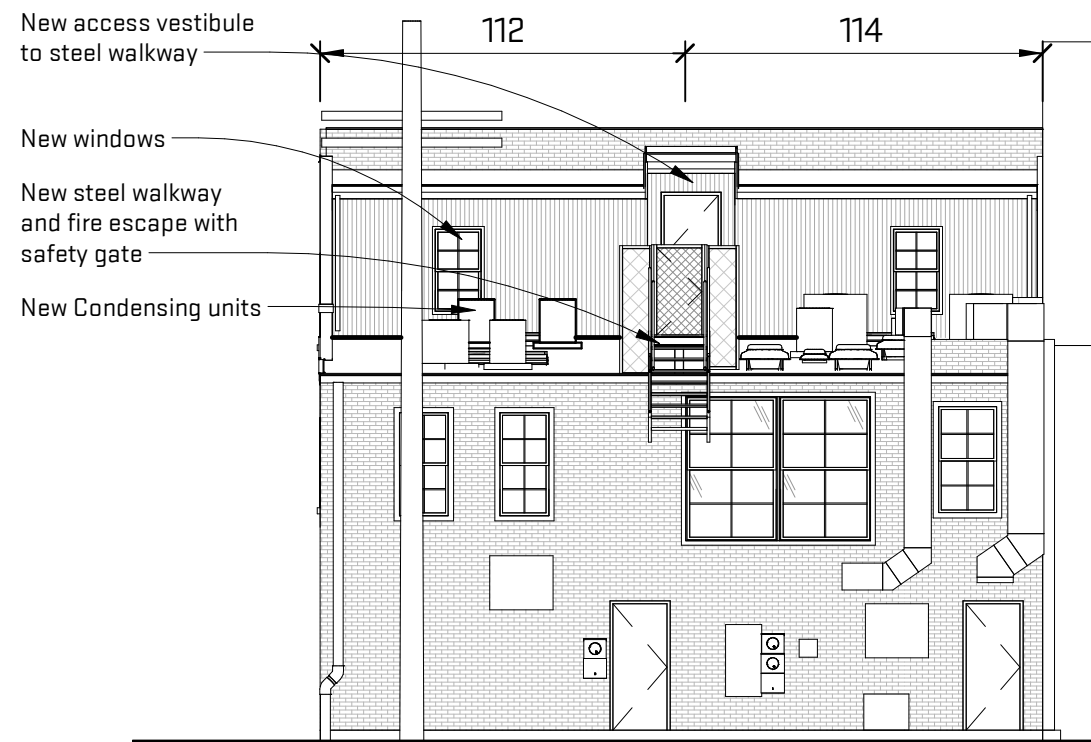 New access vestibule
to steel walkway
112
114
New windows
New steel walkway
and fire escape with
safety gate
New Condensing units